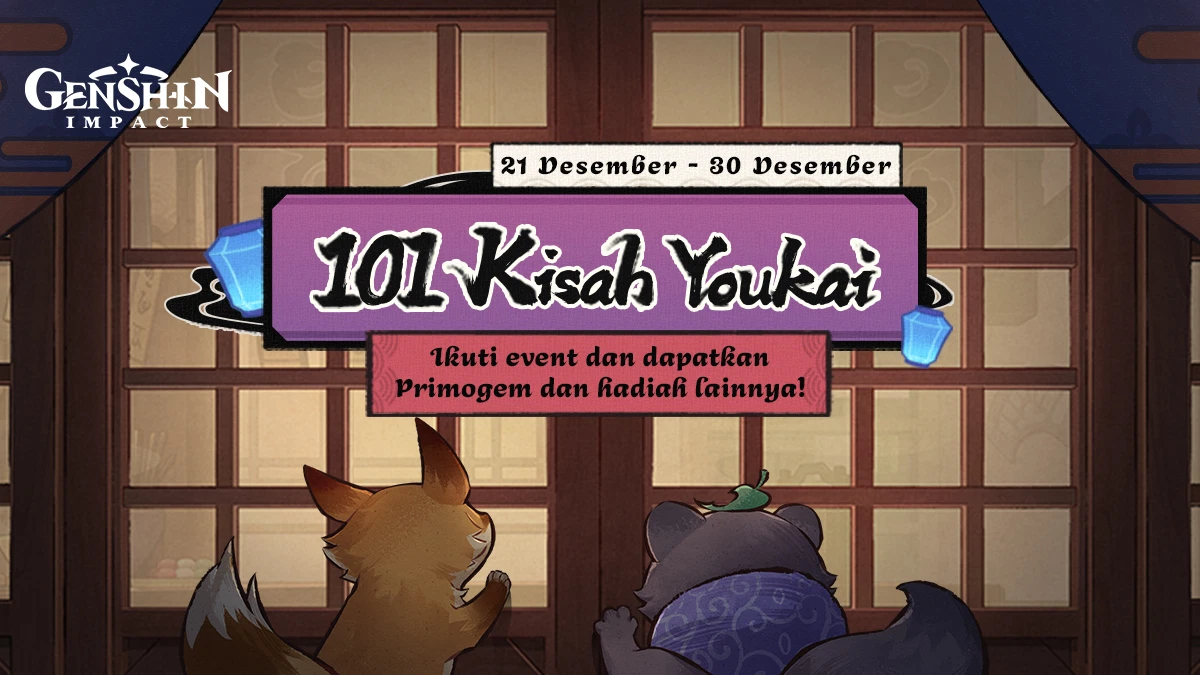 GENSHIN
IMPACT
21 Desember - 30 Desember
101 Kisah Youkai
Ikuti event dan dapatkan
Primogem dan hadiah lainnya!